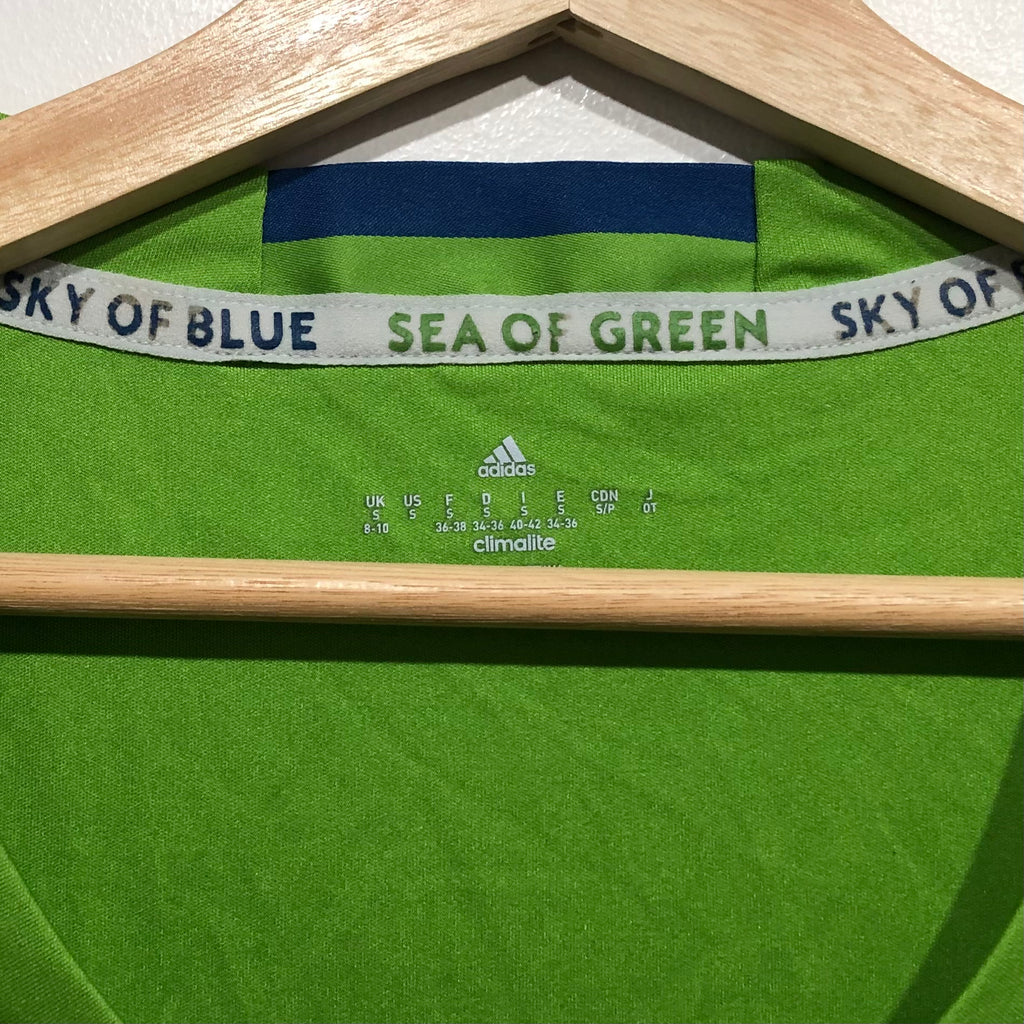 SKY OF BLUE SEA OF GREEN SKY OF
adidas
UK US F D I E CDN J
S S S S S S S/P OT
8-10 36-38 34-36 40-42 34-36
climalite